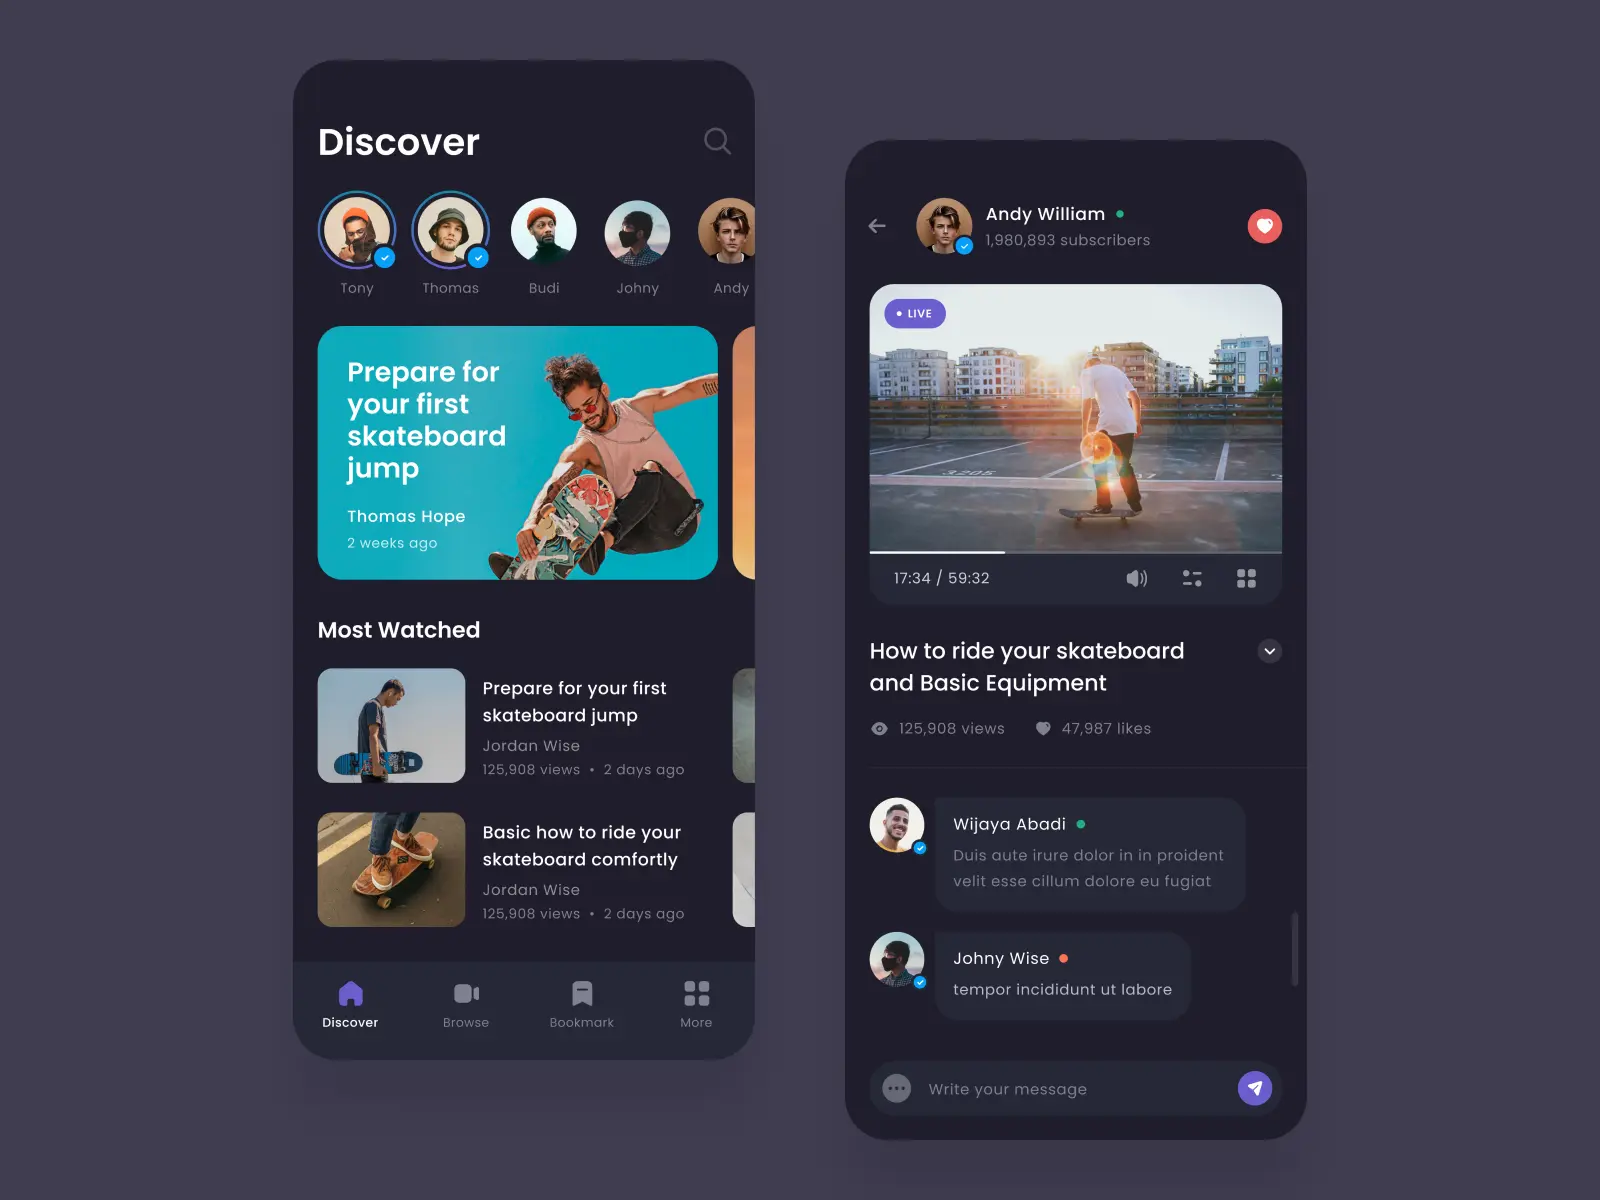 Discover
Tony
Thomas
Budi
Johny
Andy
Prepare for
your first
skateboard
jump
Thomas Hope
2 weeks ago
Most Watched
Prepare for your first
skateboard jump
Jordan Wise
125,908 views • 2 days ago
Basic how to ride your
skateboard comfortly
Jordan Wise
125,908 views • 2 days ago
Discover
Browse
Bookmark
More
Andy William
1,980,893 subscribers
LIVE
3205
17:34 / 59:32
How to ride your skateboard
and Basic Equipment
125,908 views
47,987 likes
Wijaya Abadi
Duis aute irure dolor in in proident
velit esse cillum dolore eu fugiat
Johny Wise
tempor incididunt ut labore
Write your message